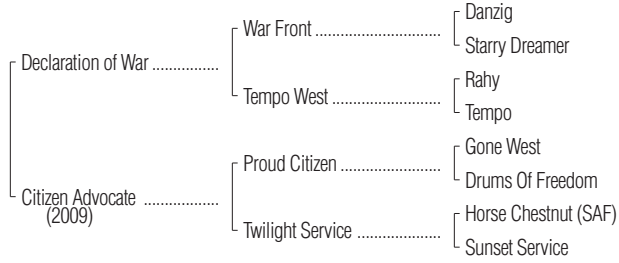 Danzig
War Front ........................
Starry Dreamer
Declaration of War ................
Rahy
Tempo West ..........................
Tempo
Gone West
Proud Citizen ........................
Drums Of Freedom
Citizen Advocate ..................
(2009)
Horse Chestnut (SAF)
Twilight Service ....................
Sunset Service